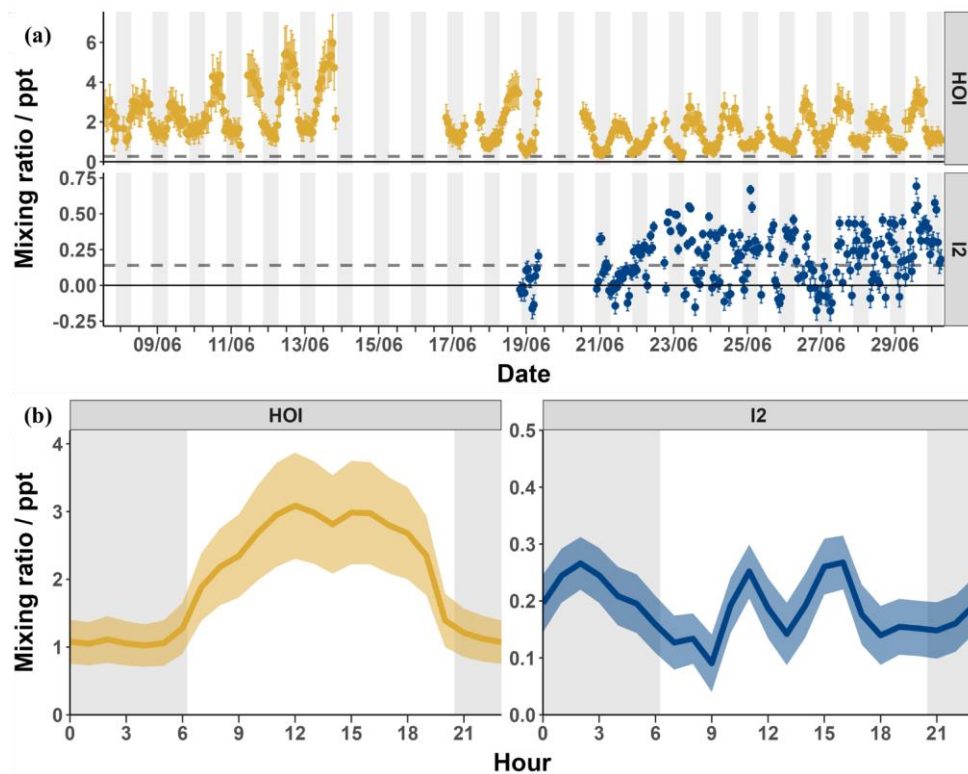 (a)
6
4
2
0
HOI
0.75
0.50
0.25
0.00
-0.25
I2
Mixing ratio / ppt
09/06 11/06 13/06 15/06 17/06 19/06 21/06 23/06 25/06 27/06 29/06
Date
(b)
HOI
4
3
2
1
0
0 3 6 9 12 15 18 21
I2
0.5
0.4
0.3
0.2
0.1
0.0
0 3 6 9 12 15 18 21
Mixing ratio / ppt
Hour